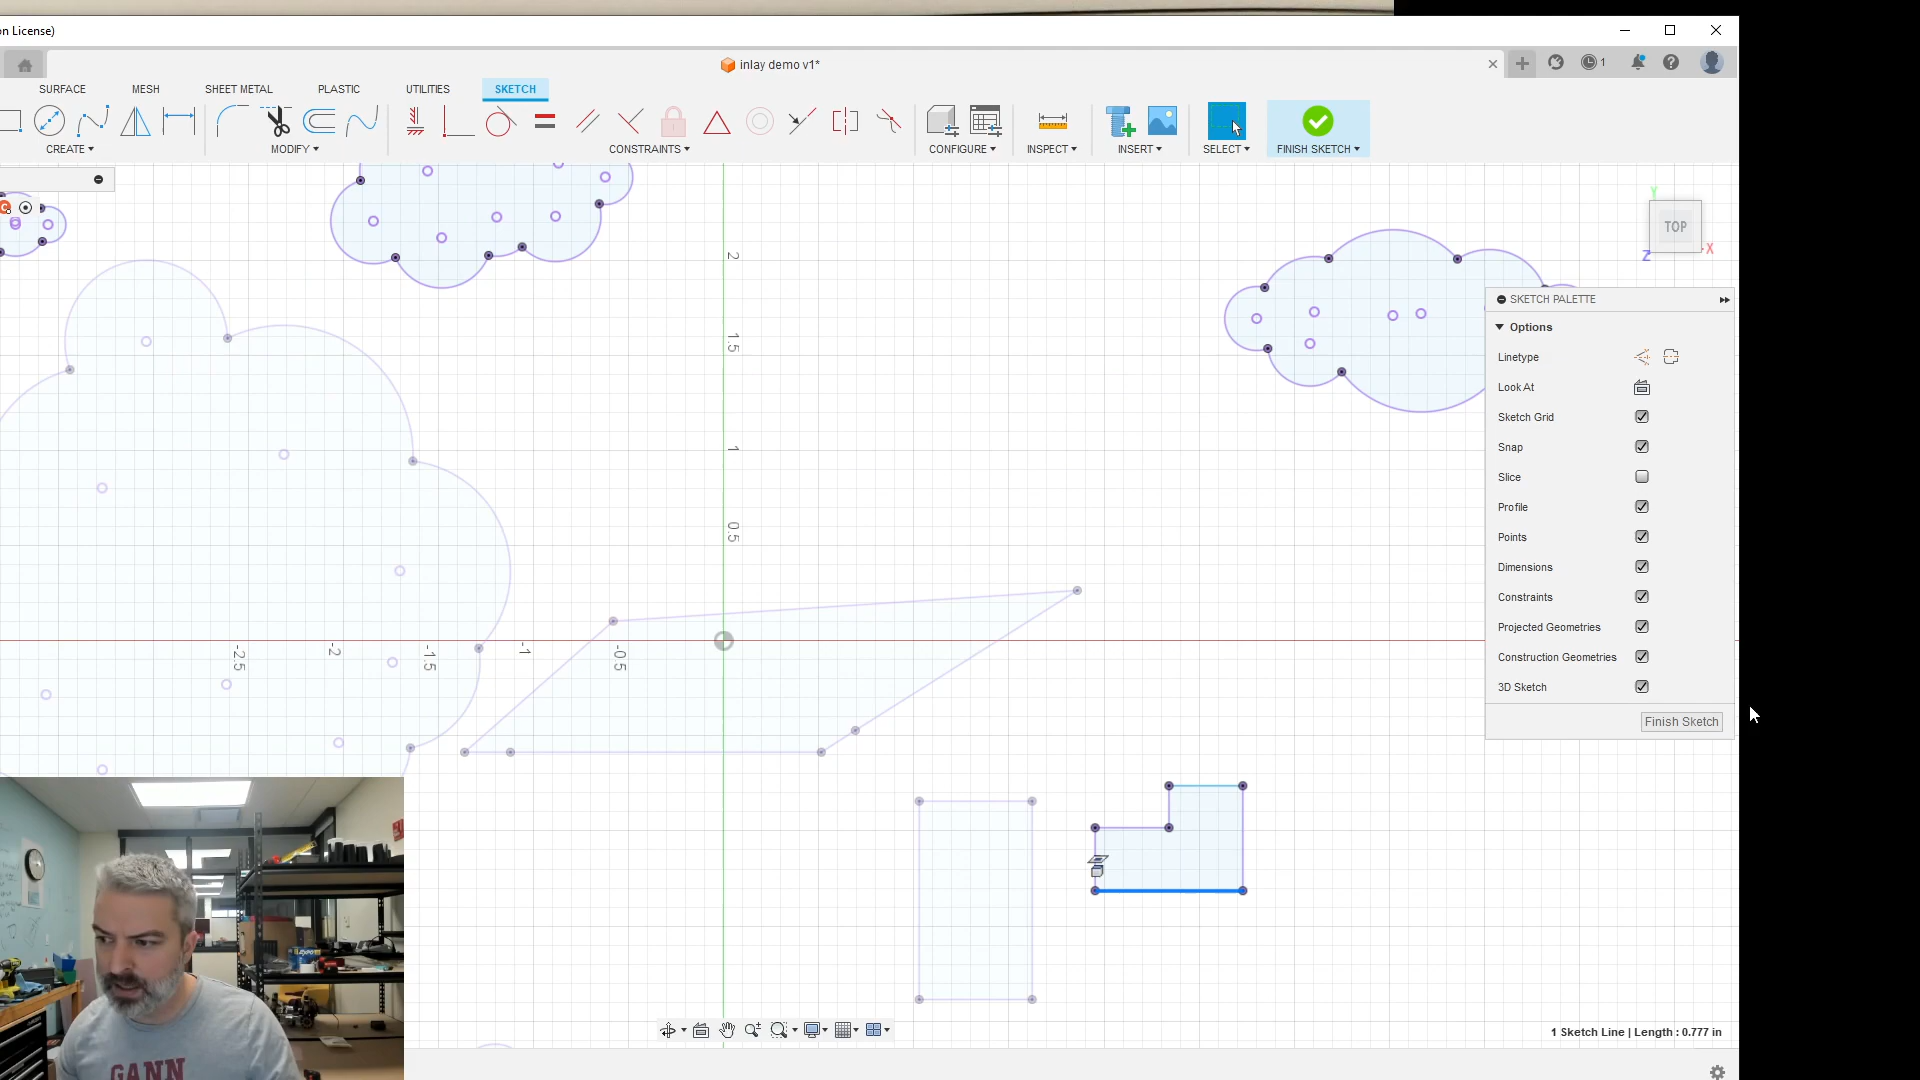 on License)
inlay demo v1*
1
SURFACE
MESH
SHEET METAL
PLASTIC
UTILITIES
SKETCH
CREATE
MODIFY
CONSTRAINTS
CONFIGURE
INSPECT
INSERT
SELECT
FINISH SKETCH
Y
TOP
X
Z
2
1.5
1
0.5
-2.5
-2
-1.5
-1
-0.5
SKETCH PALETTE
Options
Linetype
Look At
Sketch Grid
Snap
Slice
Profile
Points
Dimensions
Constraints
Projected Geometries
Construction Geometries
3D Sketch
Finish Sketch
GANN
1 Sketch Line | Length : 0.777 in